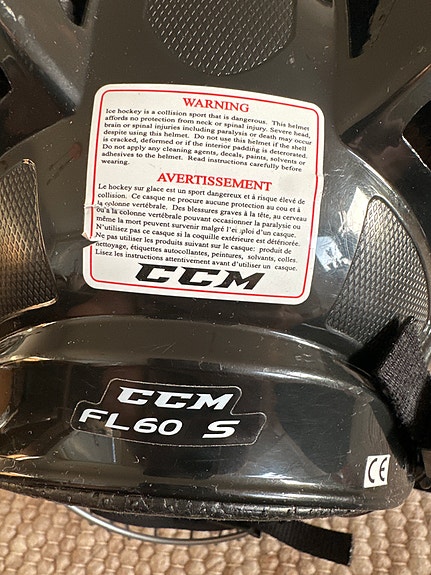 WARNING
Ice hockey is a collision sport that is dangerous. This helmet
affords no protection from neck or spinal injury. Severe head,
brain or spinal injuries including paralysis or death may occur
despite using this helmet. Do not use this helmet if the shell
is cracked, deformed or if the interior padding is deteriorated.
Do not apply any cleaning agents, decals, paints, solvents or
adhesives to the helmet. Read instructions carefully before
wearing.
AVERTISSEMENT
Le hockey sur glace est un sport dangereux et à risque élevé de
collision. Ce casque ne procure aucune protection au cou et à
la colonne vertébrale. Des blessures graves à la tête, au cerveau
ou à la colonne vertébrale pouvant occasionner la paralysie ou
même la mort peuvent survenir malgré l'emploi d'un casque.
N'utilisez pas ce casque si la coquille extérieure est détériorée.
Ne pas utiliser les produits suivant sur le casque: produit de
nettoyage, étiquettes autocollantes, peintures, solvants, colles.
Lisez les instructions attentivement avant d'utiliser un casque.
CCM
CCM
FL60 S
CE